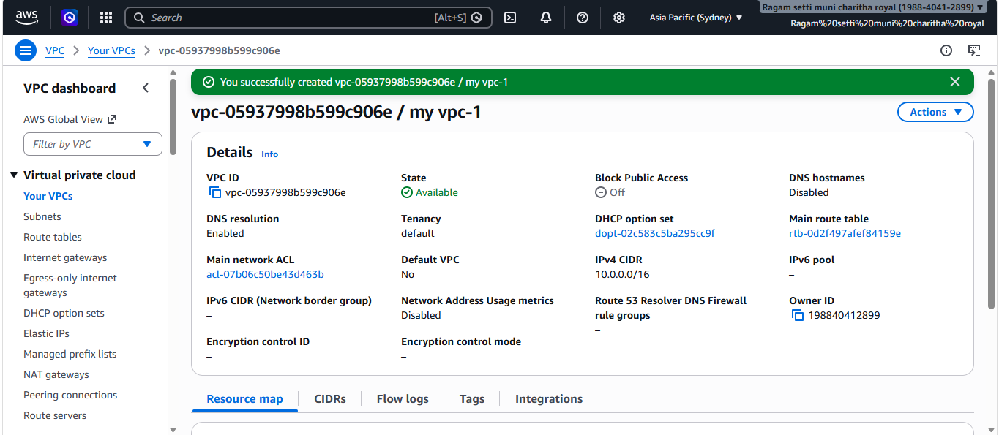 aws
Search
[Alt+S]
Asia Pacific (Sydney)
Ragam setti muni charitha royal (1988-4041-2899)
Ragam%20setti%20muni%20charitha%20royal
VPC
Your VPCs
vpc-05937998b599c906e
VPC dashboard
AWS Global View
Filter by VPC
Virtual private cloud
Your VPCs
Subnets
Route tables
Internet gateways
Egress-only internet
gateways
DHCP option sets
Elastic IPs
Managed prefix lists
NAT gateways
Peering connections
Route servers
You successfully created vpc-05937998b599c906e / my vpc-1
vpc-05937998b599c906e / my vpc-1
Actions
Details Info
VPC ID
vpc-05937998b599c906e
State
Available
Block Public Access
Off
DNS hostnames
Disabled
DNS resolution
Enabled
Tenancy
default
DHCP option set
dopt-02c583c5ba295cc9f
Main route table
rtb-0d2f497afef84159e
Main network ACL
acl-07b06c50be43d463b
Default VPC
No
IPv4 CIDR
10.0.0.0/16
IPv6 pool
–
IPv6 CIDR (Network border group)
–
Network Address Usage metrics
Disabled
Route 53 Resolver DNS Firewall
rule groups
–
Owner ID
198840412899
Encryption control ID
–
Encryption control mode
–
Resource map
CIDRs
Flow logs
Tags
Integrations